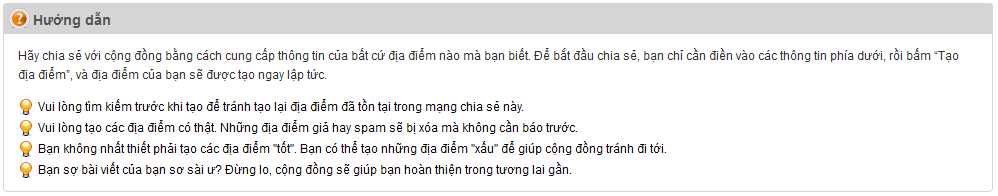 Hướng dẫn
Hãy chia sẻ với cộng đồng bằng cách cung cấp thông tin của bất cứ địa điểm nào mà bạn biết. Để bắt đầu chia sẻ, bạn chỉ cần điền vào các thông tin phía dưới, rồi bấm “Tạo
địa điểm”, và địa điểm của bạn sẽ được tạo ngay lập tức.
Vui lòng tìm kiếm trước khi tạo để tránh tạo lại địa điểm đã tồn tại trong mạng chia sẻ này.
Vui lòng tạo các địa điểm có thật. Những địa điểm giả hay spam sẽ bị xóa mà không cần báo trước.
Bạn không nhất thiết phải tạo các địa điểm "tốt". Bạn có thể tạo những địa điểm "xấu" để giúp cộng đồng tránh đi tới.
Bạn sợ bài viết của bạn sơ sài ư? Đừng lo, cộng đồng sẽ giúp bạn hoàn thiện trong tương lai gần.